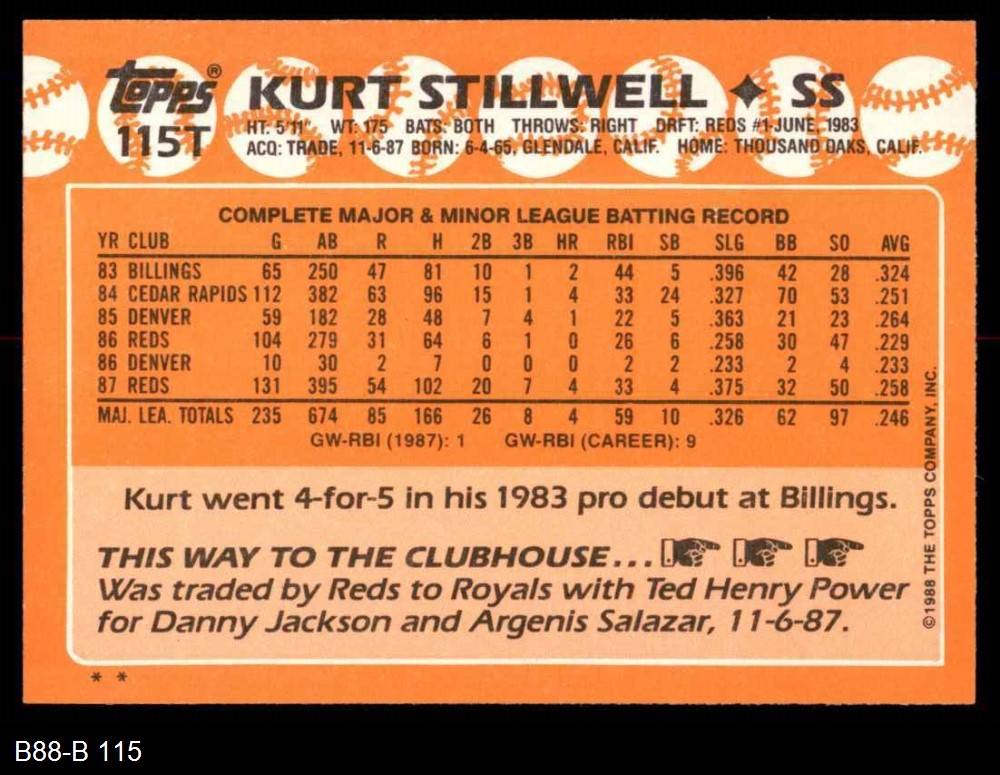 topps® KURT STILLWELL ♦ SS
115T HT: 5'11" WT: 175 BATS: BOTH THROWS: RIGHT DRFT: REDS #1-JUNE, 1983
ACQ: TRADE, 11-6-87 BORN: 6-4-65, GLENDALE, CALIF. HOME: THOUSAND OAKS, CALIF.
COMPLETE MAJOR & MINOR LEAGUE BATTING RECORD
YR CLUB G AB R H 2B 3B HR RBI SB SLG BB SO AVG
83 BILLINGS 65 250 47 81 10 1 2 44 5 .396 42 28 .324
84 CEDAR RAPIDS 112 382 63 96 15 1 4 33 24 .327 70 53 .251
85 DENVER 59 182 28 48 7 4 1 22 5 .363 21 23 .264
86 REDS 104 279 31 64 6 1 0 26 6 .258 30 47 .229
86 DENVER 10 30 2 7 0 0 0 2 2 .233 2 4 .233
87 REDS 131 395 54 102 20 7 4 33 4 .375 32 50 .258
MAJ. LEA. TOTALS 235 674 85 166 26 8 4 59 10 .326 62 97 .246
GW-RBI (1987): 1 GW-RBI (CAREER): 9
Kurt went 4-for-5 in his 1983 pro debut at Billings.
THIS WAY TO THE CLUBHOUSE...
Was traded by Reds to Royals with Ted Henry Power
for Danny Jackson and Argenis Salazar, 11-6-87.
©1988 THE TOPPS COMPANY, INC.
* *
B88-B 115